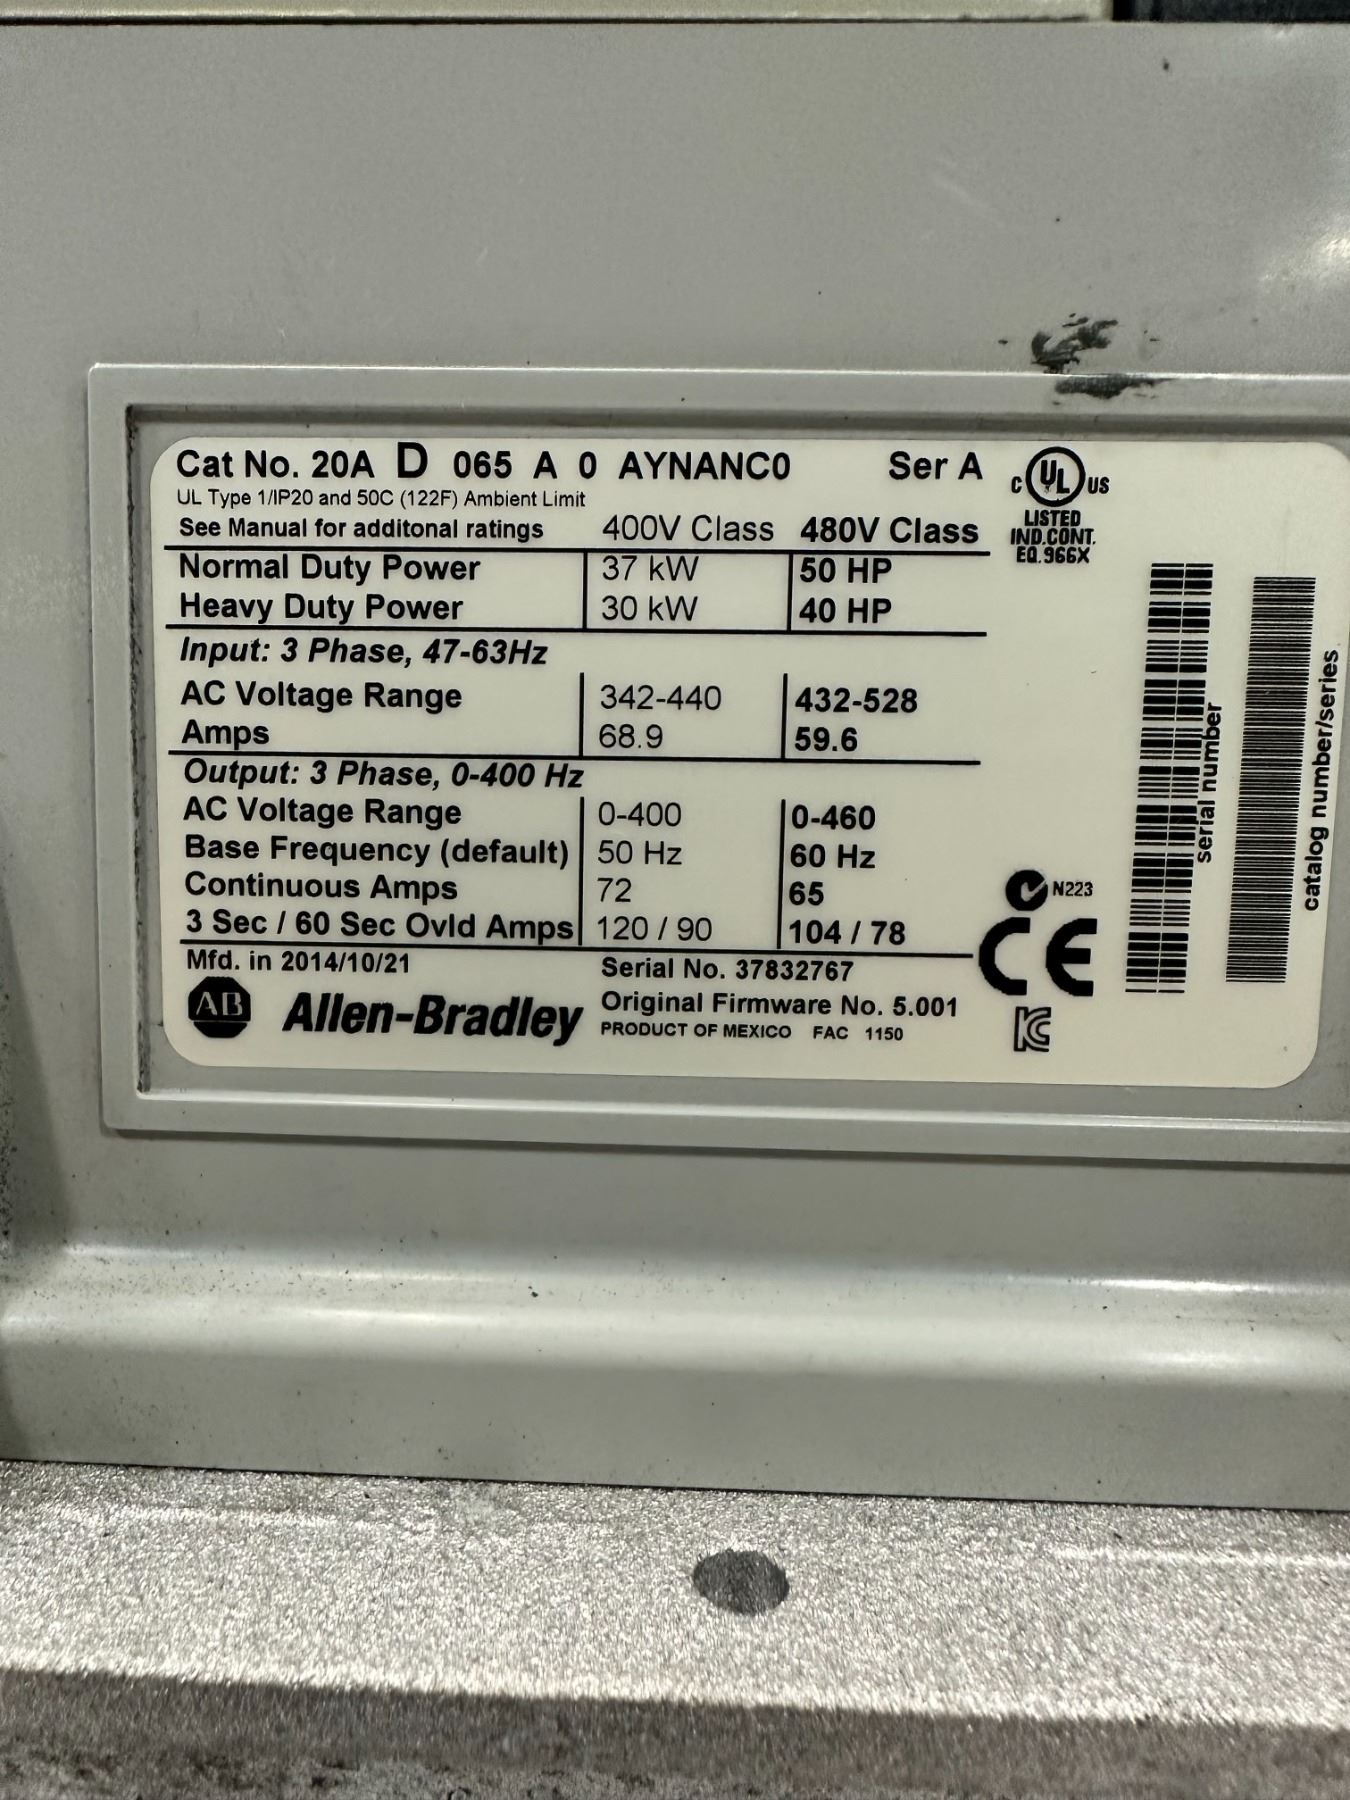 Cat No. 20A D 065 A 0 AYNANC0 Ser A
UL Type 1/IP20 and 50C (122F) Ambient Limit
See Manual for additonal ratings 400V Class 480V Class
C UL US
LISTED
IND.CONT.
EQ.966X
Normal Duty Power 37 kW 50 HP
Heavy Duty Power 30 kW 40 HP
Input: 3 Phase, 47-63Hz
AC Voltage Range 342-440 432-528
Amps 68.9 59.6
Output: 3 Phase, 0-400 Hz
AC Voltage Range 0-400 0-460
Base Frequency (default) 50 Hz 60 Hz
Continuous Amps 72 65
3 Sec / 60 Sec Ovld Amps 120 / 90 104 / 78
Mfd. in 2014/10/21 Serial No. 37832767
AB Allen-Bradley Original Firmware No. 5.001
PRODUCT OF MEXICO FAC 1150
N223
CE
KC
serial number
catalog number/series